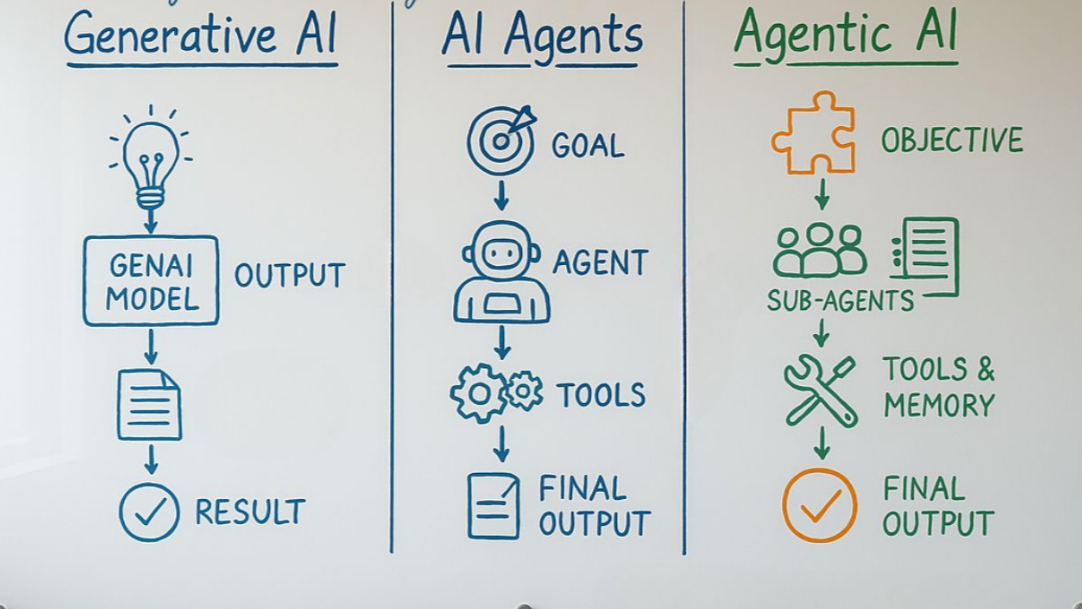 Generative AI
GENAI
MODEL
OUTPUT
RESULT
AI Agents
GOAL
AGENT
TOOLS
FINAL
OUTPUT
Agentic AI
OBJECTIVE
SUB-AGENTS
TOOLS &
MEMORY
FINAL
OUTPUT